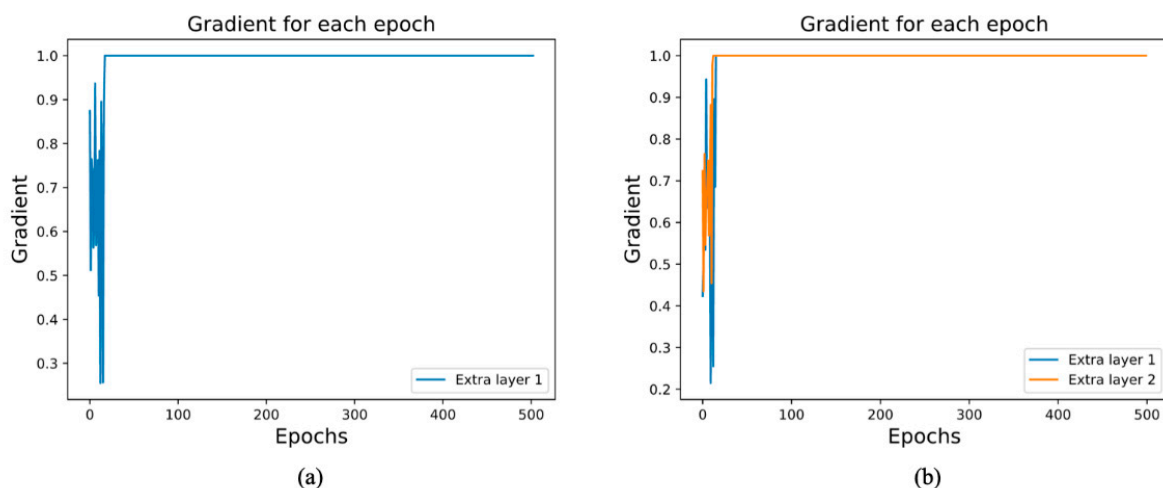 Gradient for each epoch
1.0
0.9
0.8
0.7
0.6
0.5
0.4
0.3
Gradient
Extra layer 1
0 100 200 300 400 500
Epochs
(a)
Gradient for each epoch
1.0
0.9
0.8
0.7
0.6
0.5
0.4
0.3
0.2
Gradient
Extra layer 1
Extra layer 2
0 100 200 300 400 500
Epochs
(b)